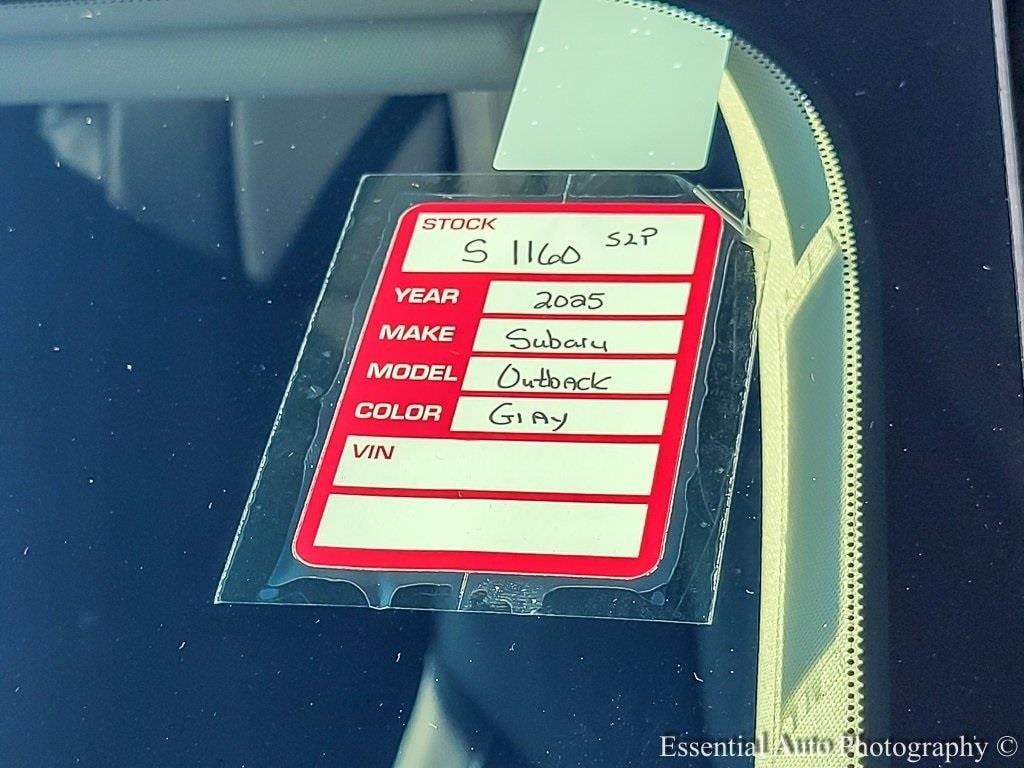 STOCK
S 1160 S2P
YEAR 2025
MAKE Subaru
MODEL Outback
COLOR Gray
VIN
Essential Auto Photography ©